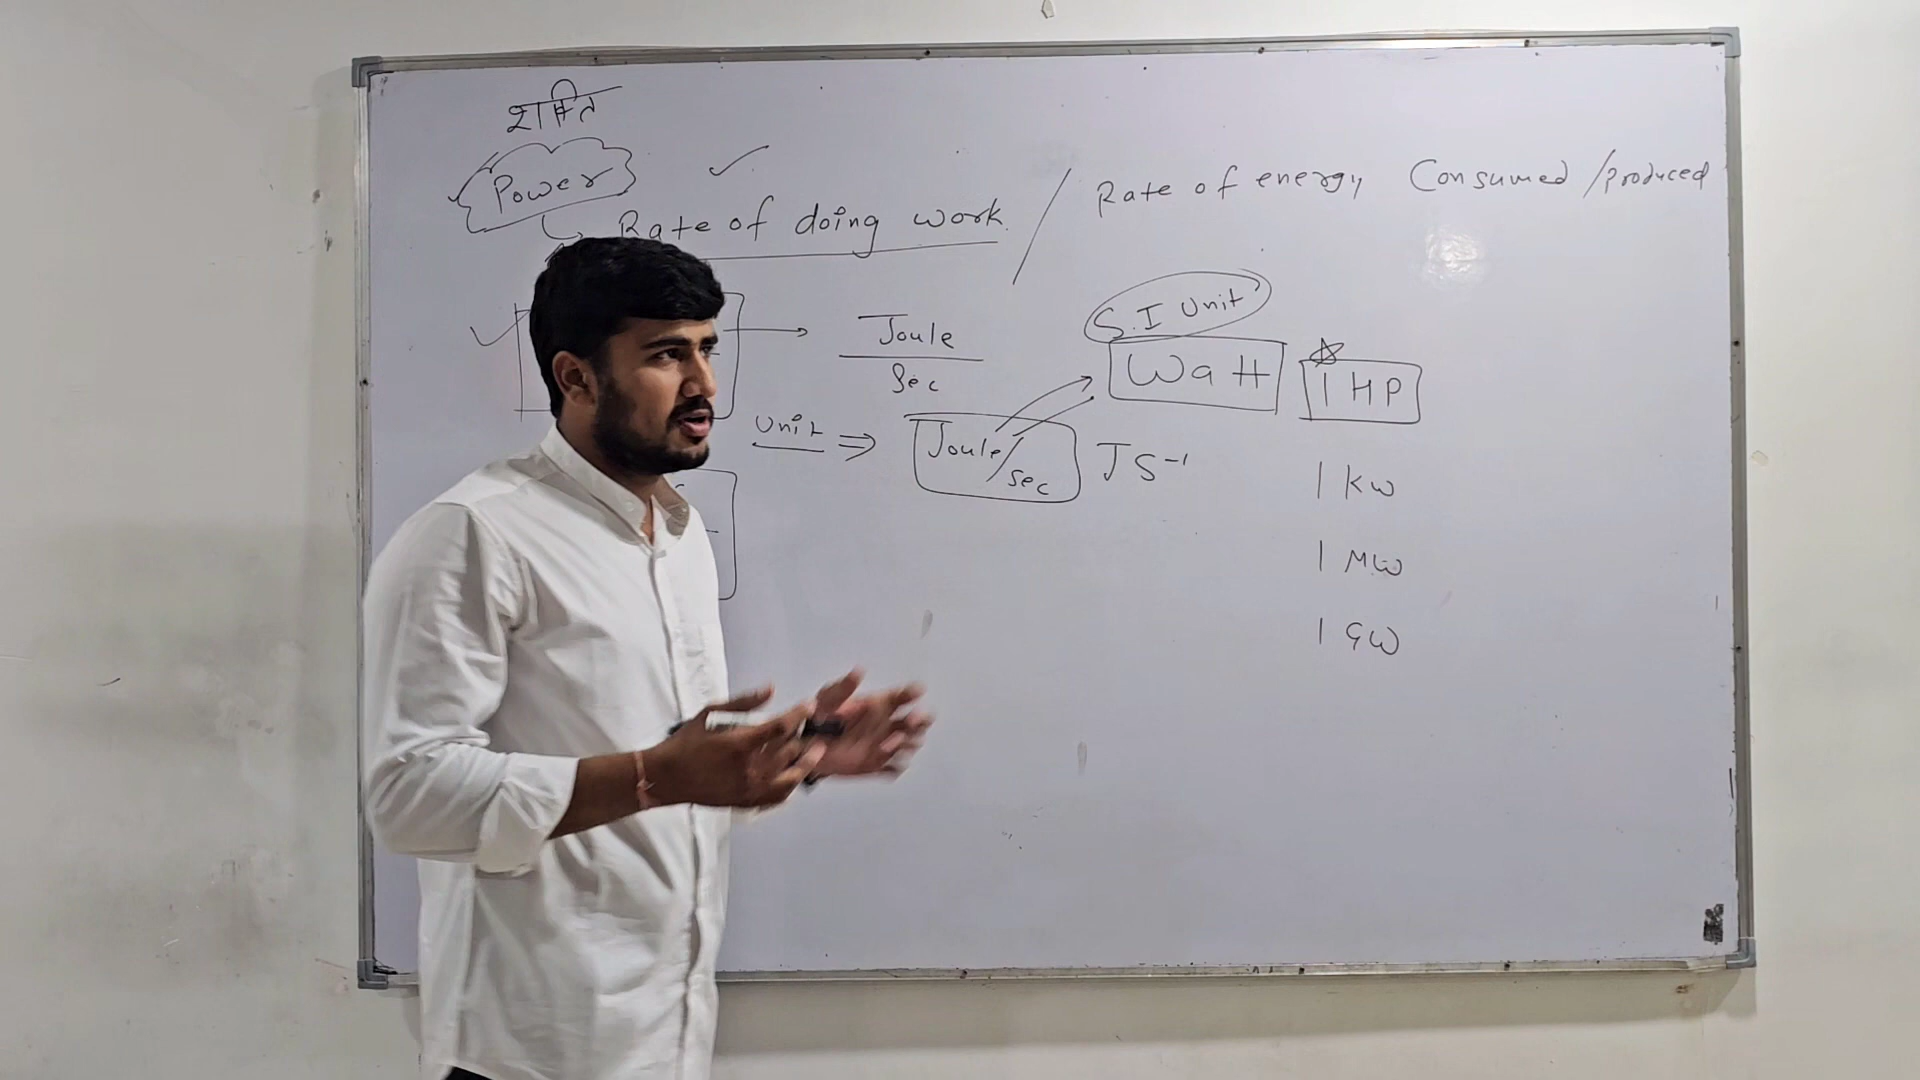 शक्ति
Power
Rate of doing work / Rate of energy Consumed / Produced
Joule
Sec
S.I Unit
Watt
1 HP
Unit ⇒ Joule/sec JS⁻¹
1 KW
1 MW
1 GW